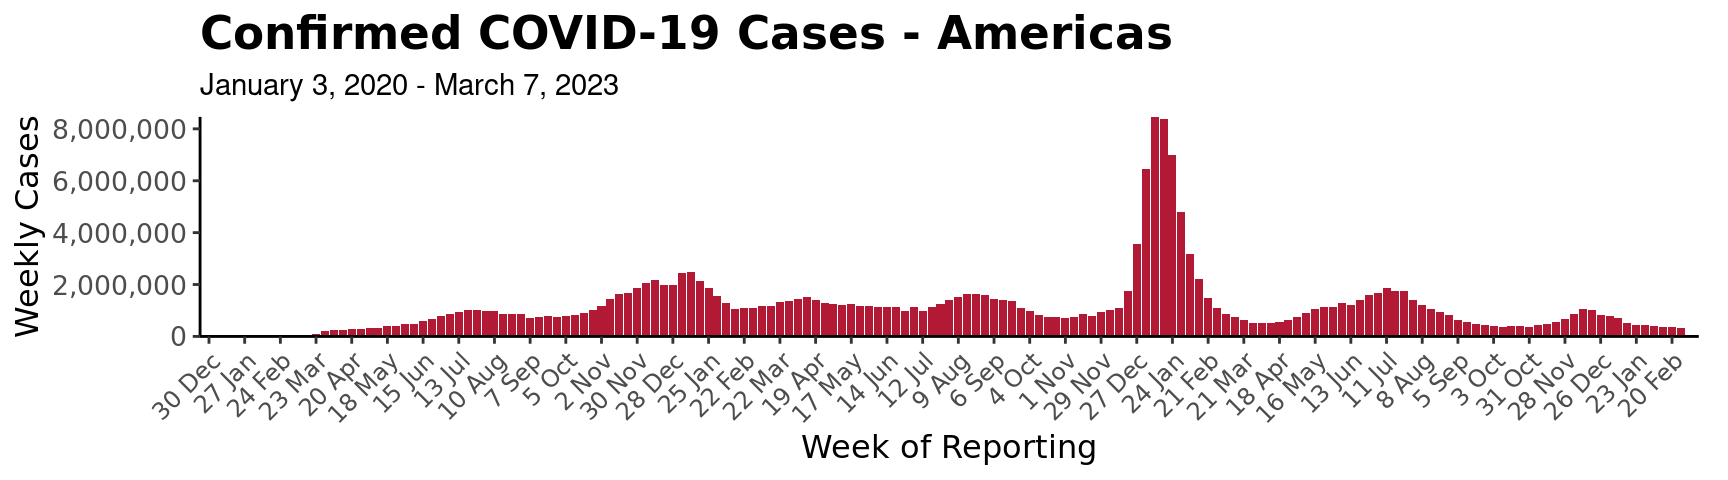 Confirmed COVID-19 Cases - Americas
January 3, 2020 - March 7, 2023
Weekly Cases
8,000,000
6,000,000
4,000,000
2,000,000
0
30 Dec
27 Jan
24 Feb
23 Mar
20 Apr
18 May
15 Jun
13 Jul
10 Aug
7 Sep
5 Oct
2 Nov
30 Nov
28 Dec
25 Jan
22 Feb
22 Mar
19 Apr
17 May
14 Jun
12 Jul
9 Aug
6 Sep
4 Oct
1 Nov
29 Nov
27 Dec
24 Jan
21 Feb
21 Mar
18 Apr
16 May
13 Jun
11 Jul
8 Aug
5 Sep
3 Oct
31 Oct
28 Nov
26 Dec
23 Jan
20 Feb
Week of Reporting